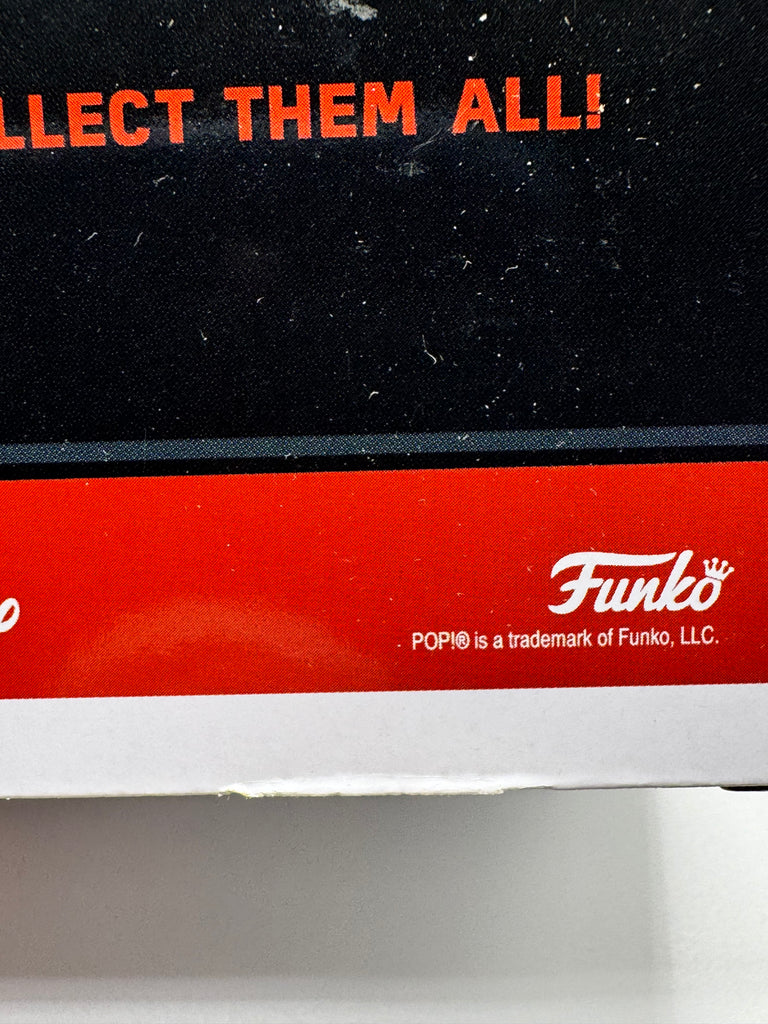 LLECT THEM ALL!
Funko
POP!® is a trademark of Funko, LLC.